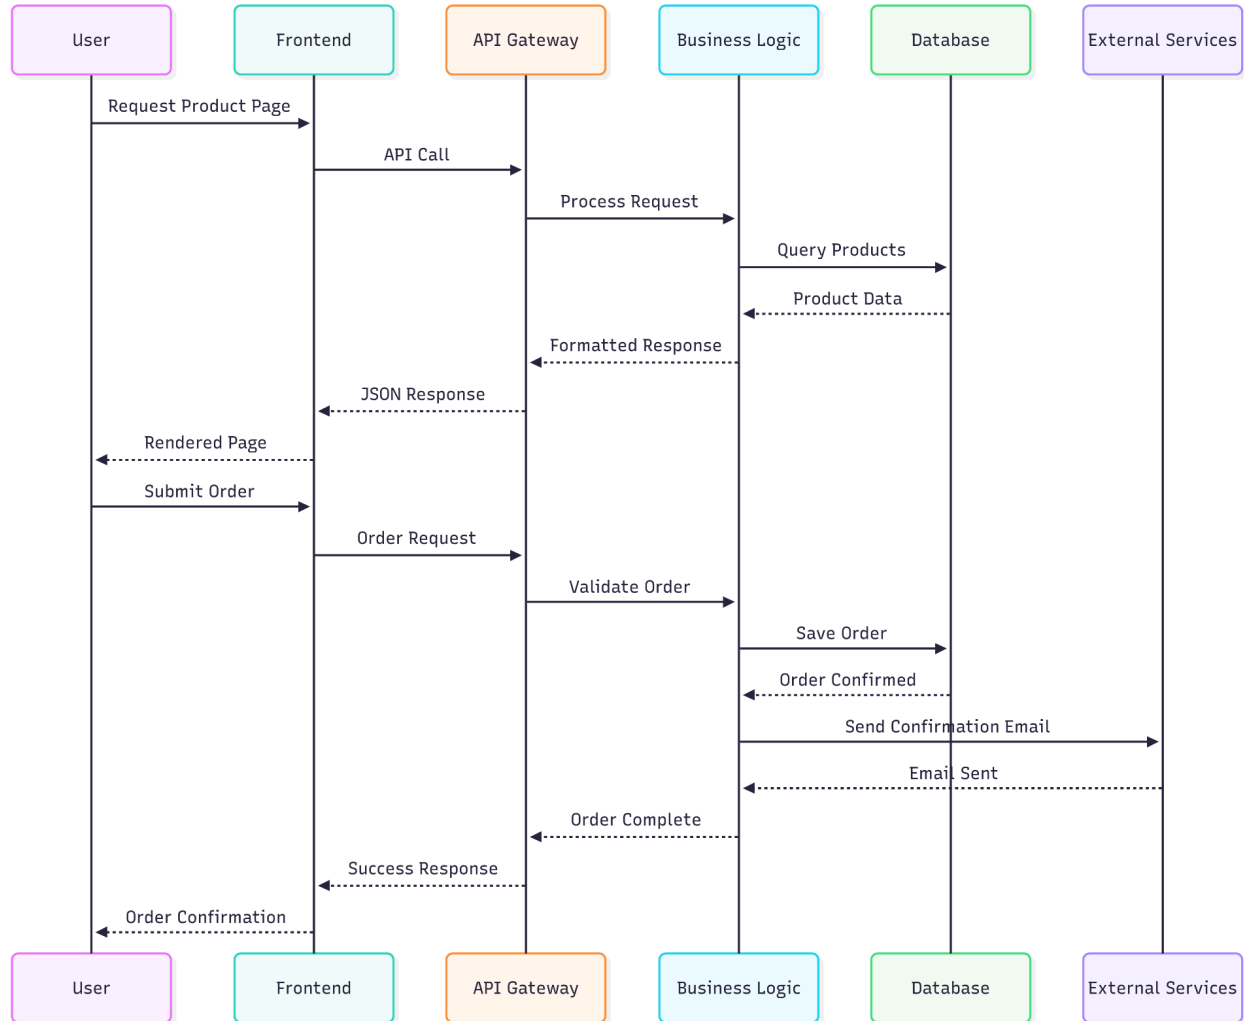 User
Frontend
API Gateway
Business Logic
Database
External Services
Request Product Page
API Call
Process Request
Query Products
Product Data
Formatted Response
JSON Response
Rendered Page
Submit Order
Order Request
Validate Order
Save Order
Order Confirmed
Send Confirmation Email
Email Sent
Order Complete
Success Response
Order Confirmation
User
Frontend
API Gateway
Business Logic
Database
External Services